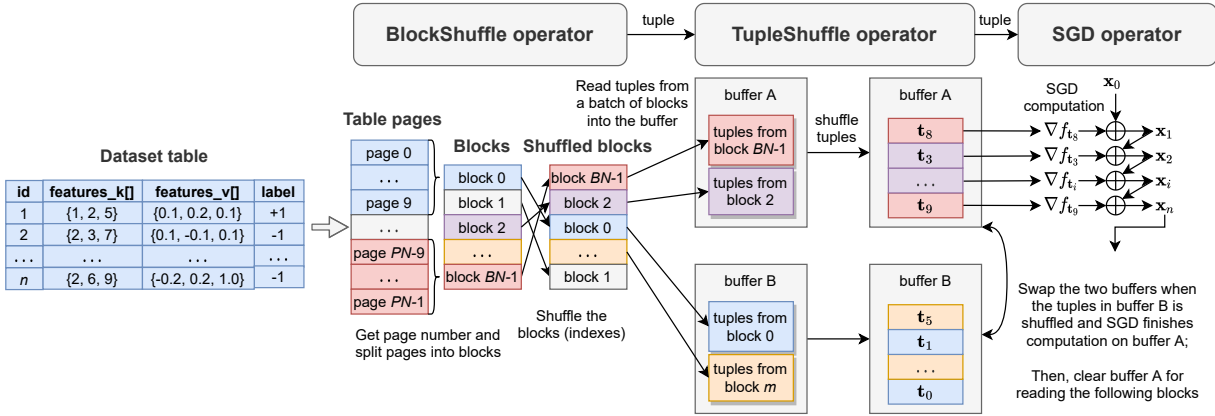 BlockShuffle operator
tuple
TupleShuffle operator
tuple
SGD operator
Dataset table
id features_k[] features_v[] label
1 {1, 2, 5} {0.1, 0.2, 0.1} +1
2 {2, 3, 7} {0.1, -0.1, 0.1} -1
... ... ... ...
n {2, 6, 9} {-0.2, 0.2, 1.0} -1
Table pages
page 0
...
page 9
...
page PN-9
...
page PN-1
Get page number and
split pages into blocks
Blocks
block 0
block 1
block 2
...
block BN-1
Shuffled blocks
block BN-1
block 2
block 0
...
block 1
Shuffle the
blocks (indexes)
Read tuples from
a batch of blocks
into the buffer
buffer A
tuples from
block BN-1
tuples from
block 2
shuffle
tuples
buffer A
t₈
t₃
...
t₉
buffer B
tuples from
block 0
tuples from
block m
buffer B
t₅
t₁
...
t₀
SGD
computation
x₀
∇f_t₈ ⊕ x₁
∇f_t₃ ⊕ x₂
∇f_tᵢ ⊕ xᵢ
∇f_t₉ ⊕ xₙ
Swap the two buffers when
the tuples in buffer B is
shuffled and SGD finishes
computation on buffer A;
Then, clear buffer A for
reading the following blocks